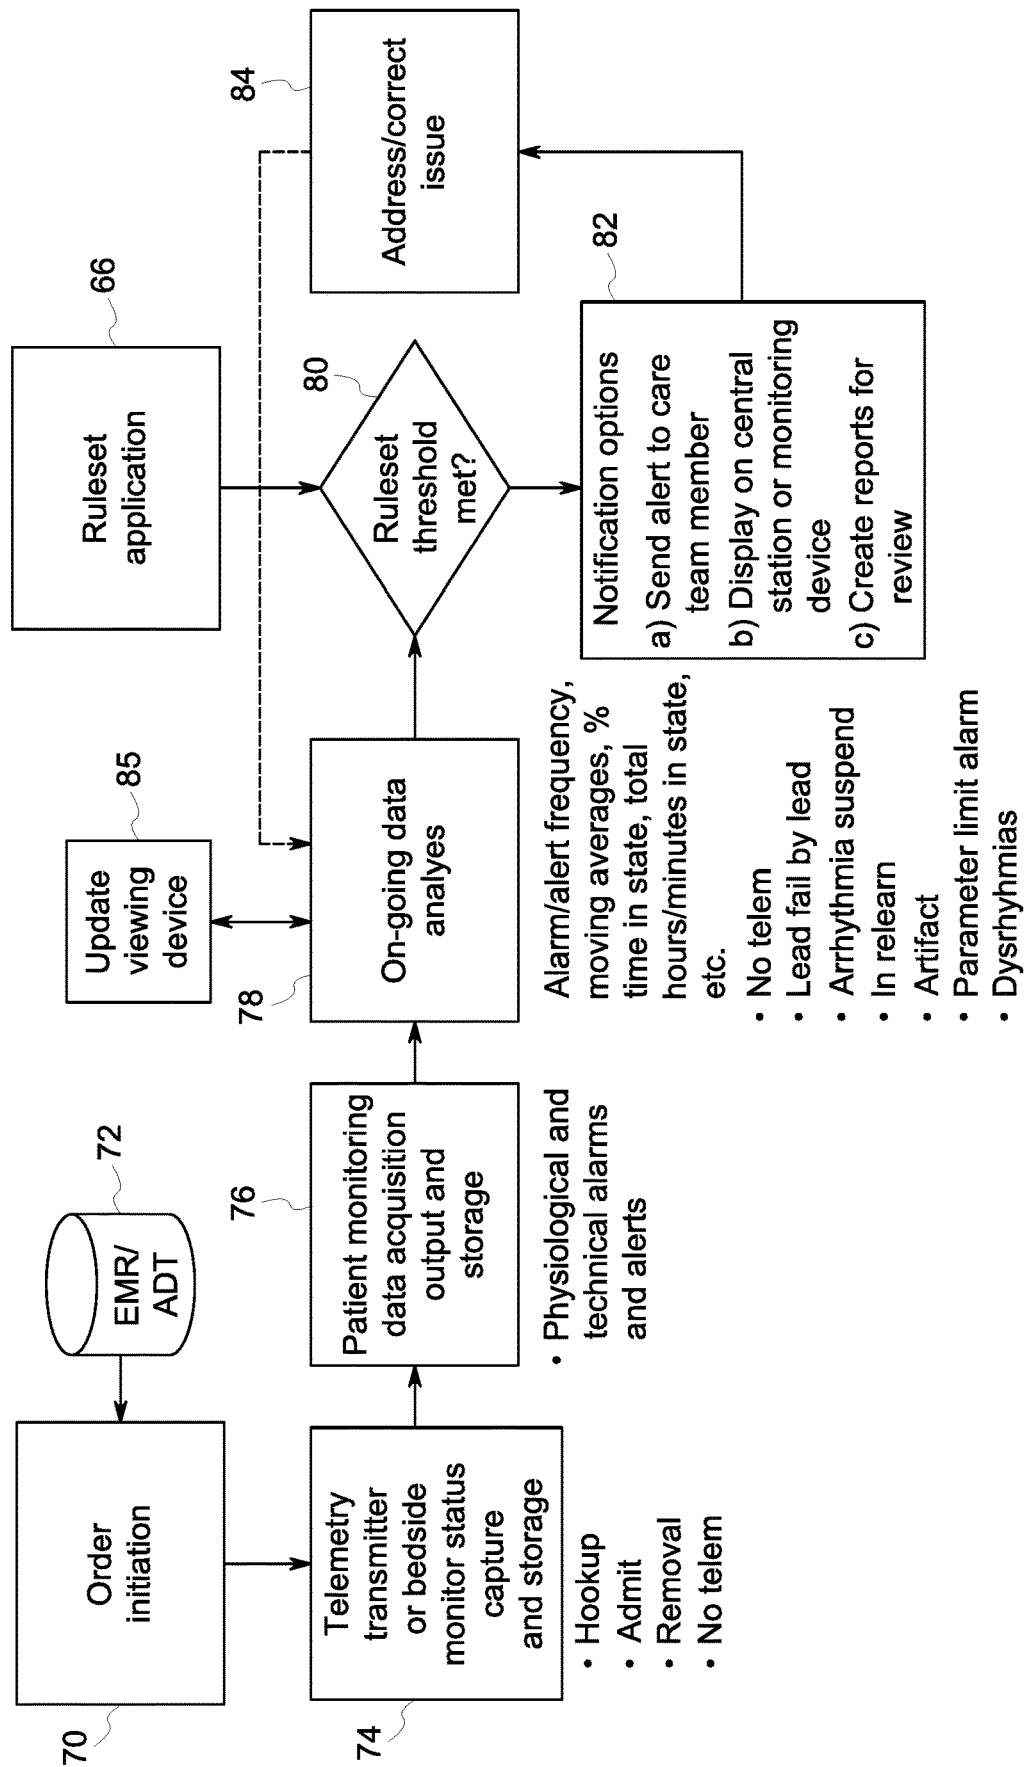 Order
initiation
70
EMR/
ADT
72
Telemetry
transmitter
or bedside
monitor status
capture
and storage
74
• Hookup
• Admit
• Removal
• No telem
Patient monitoring
data acquisition
output and
storage
76
• Physiological and
technical alarms
and alerts
Update
viewing
device
85
On-going data
analyes
78
Alarm/alert frequency,
moving averages, %
time in state, total
hours/minutes in state,
etc.
• No telem
• Lead fail by lead
• Arrhythmia suspend
• In relearn
• Artifact
• Parameter limit alarm
• Dysrhymias
Ruleset
application
66
Ruleset
threshold
met?
80
Notification options
a) Send alert to care
team member
b) Display on central
station or monitoring
device
c) Create reports for
review
82
Address/correct
issue
84